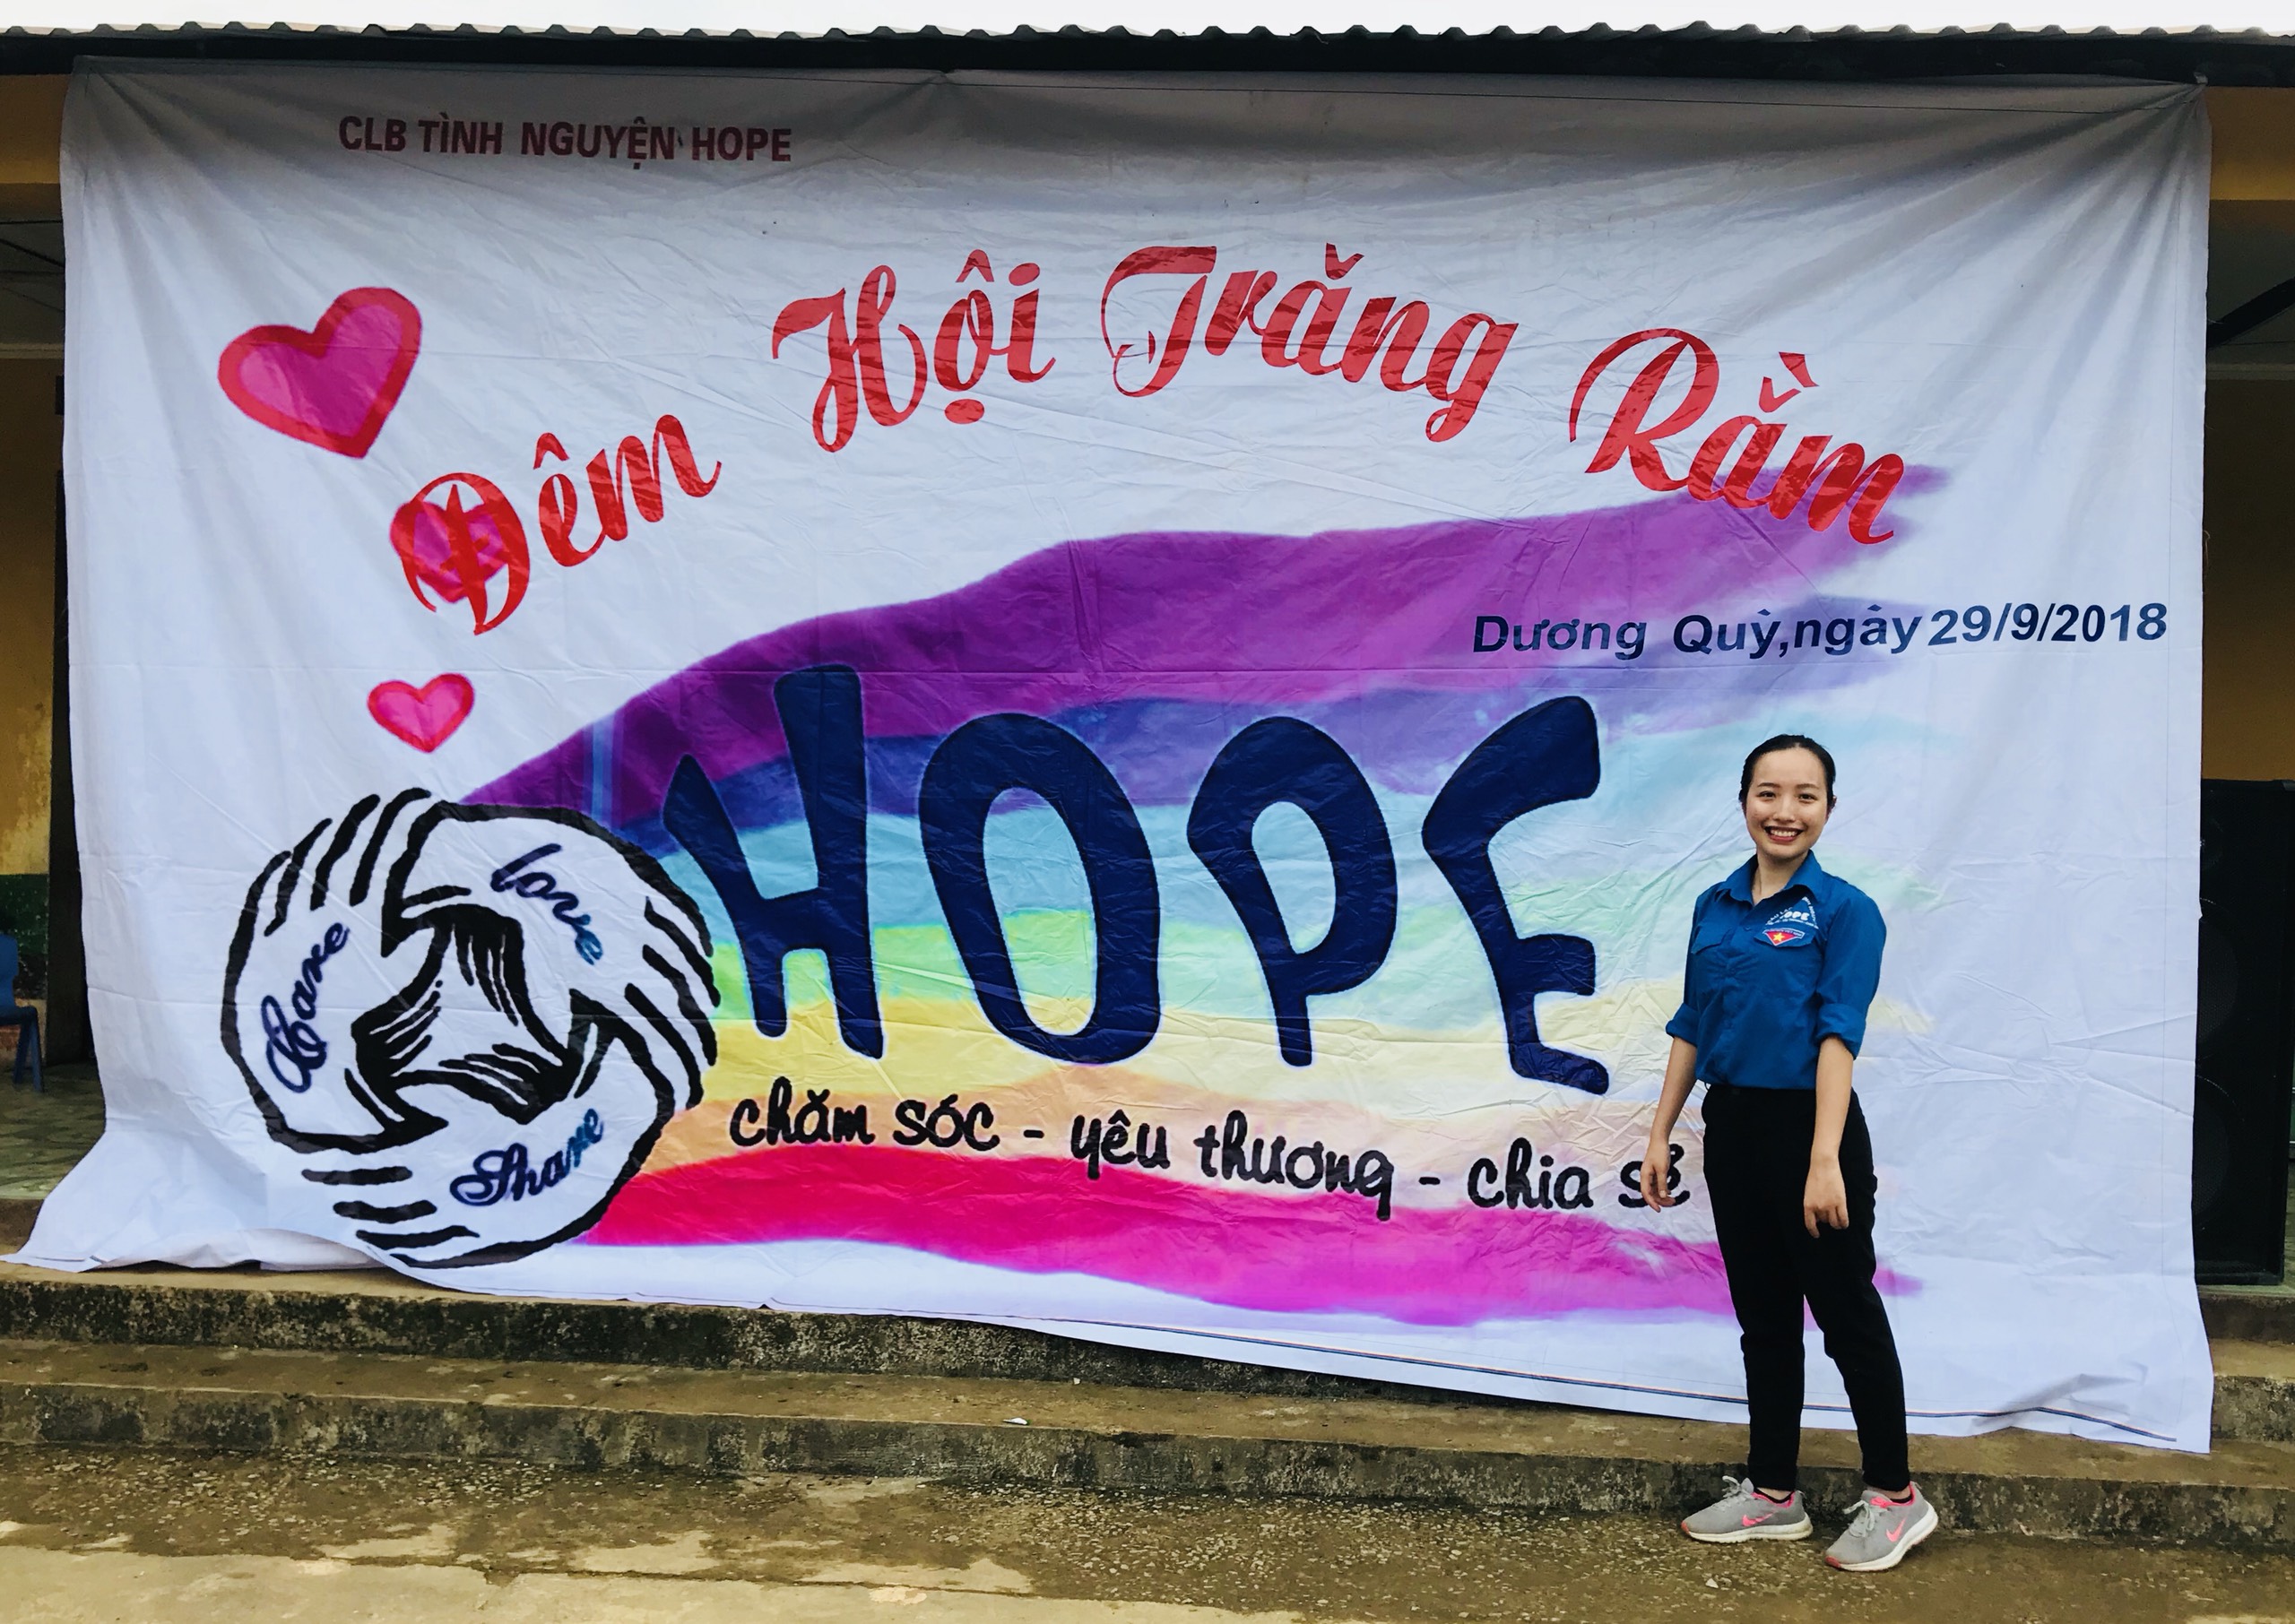 CLB TÌNH NGUYỆN HOPE
Đêm Hội Trăng Rằm
Dương Quỳ,ngày 29/9/2018
HOPE
love
Care
Share
chăm sóc - yêu thương - chia sẻ
HOPE